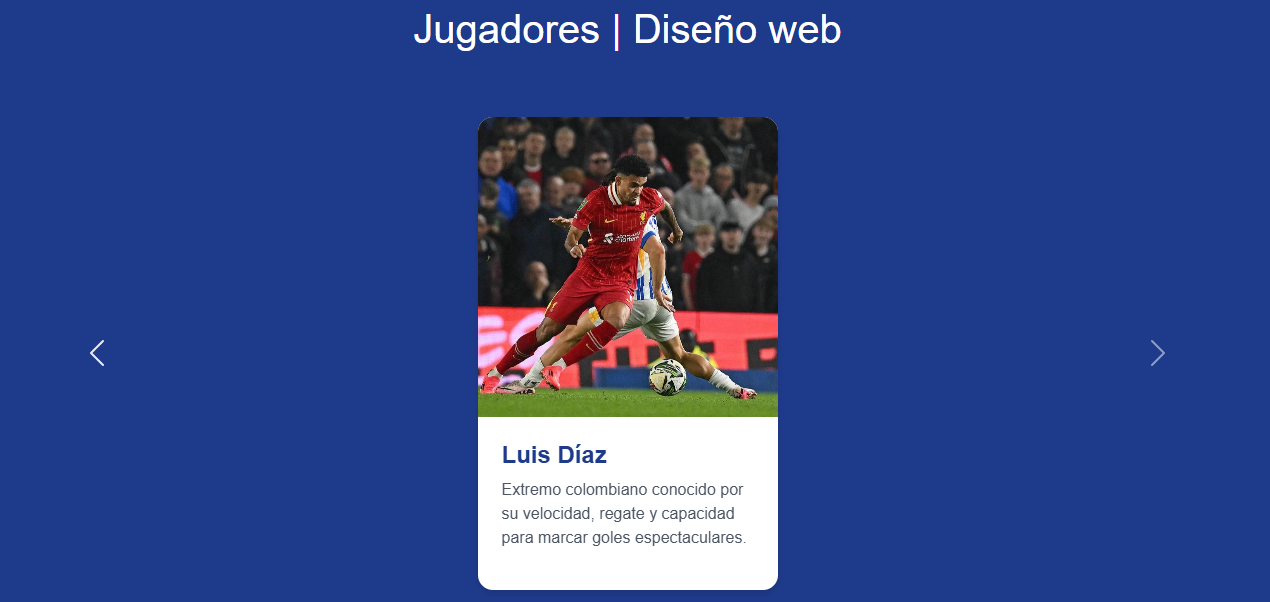 Jugadores | Diseño web
Luis Díaz
Extremo colombiano conocido por
su velocidad, regate y capacidad
para marcar goles espectaculares.